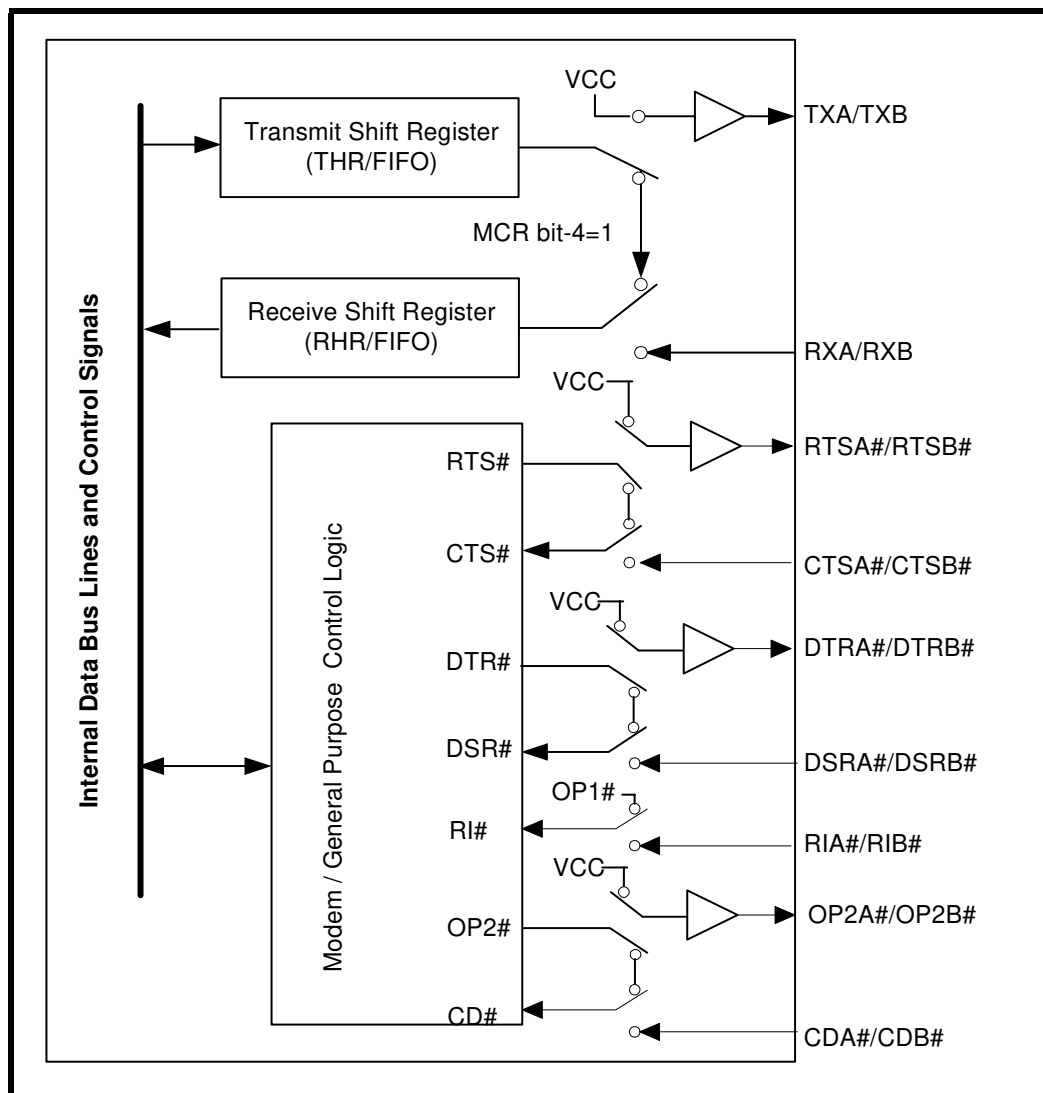 VCC
TXA/TXB
Transmit Shift Register
(THR/FIFO)
MCR bit-4=1
Receive Shift Register
(RHR/FIFO)
RXA/RXB
Internal Data Bus Lines and Control Signals
VCC
RTSA#/RTSB#
RTS#
CTS#
CTSA#/CTSB#
Modem / General Purpose Control Logic
VCC
DTRA#/DTRB#
DTR#
DSR#
DSRA#/DSRB#
OP1#
RI#
RIA#/RIB#
VCC
OP2A#/OP2B#
OP2#
CD#
CDA#/CDB#